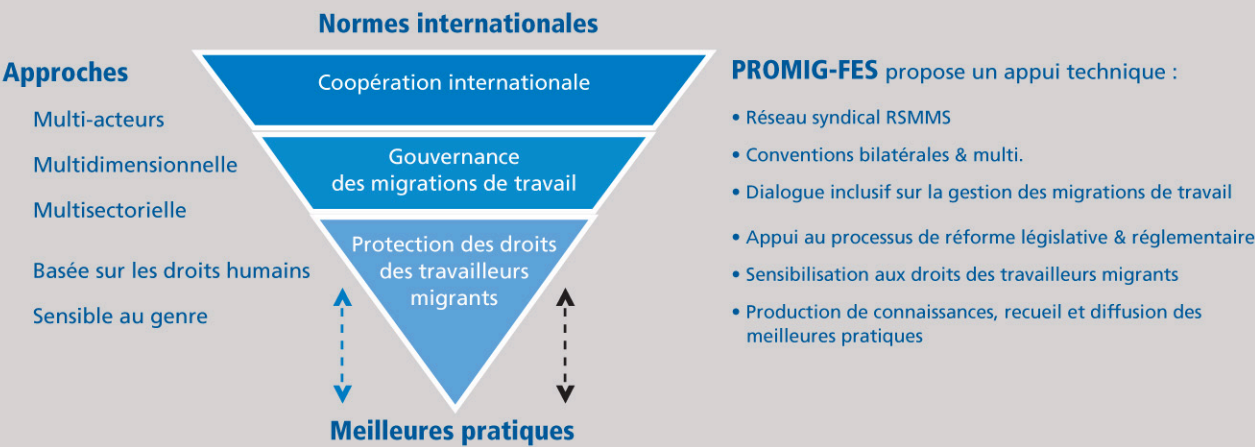 Normes internationales
Approches
Multi-acteurs
Multidimensionnelle
Multisectorielle
Basée sur les droits humains
Sensible au genre
Coopération internationale
Gouvernance
des migrations de travail
Protection des droits
des travailleurs
migrants
Meilleures pratiques
PROMIG-FES propose un appui technique :
• Réseau syndical RSMMS
• Conventions bilatérales & multi.
• Dialogue inclusif sur la gestion des migrations de travail
• Appui au processus de réforme législative & réglementaire
• Sensibilisation aux droits des travailleurs migrants
• Production de connaissances, recueil et diffusion des
meilleures pratiques